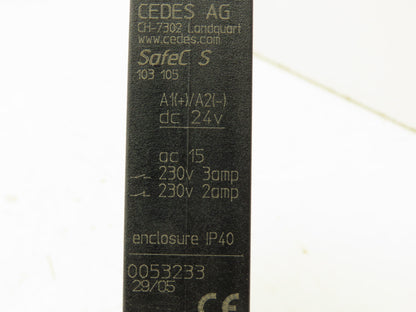 CEDES AG
CH-7302 Landquart
www.cedes.com
SafeC S
103 105
A1(+)/A2(-)
dc 24v
ac 15
230v 3amp
230v 2amp
enclosure IP40
0053233
29/05
CE